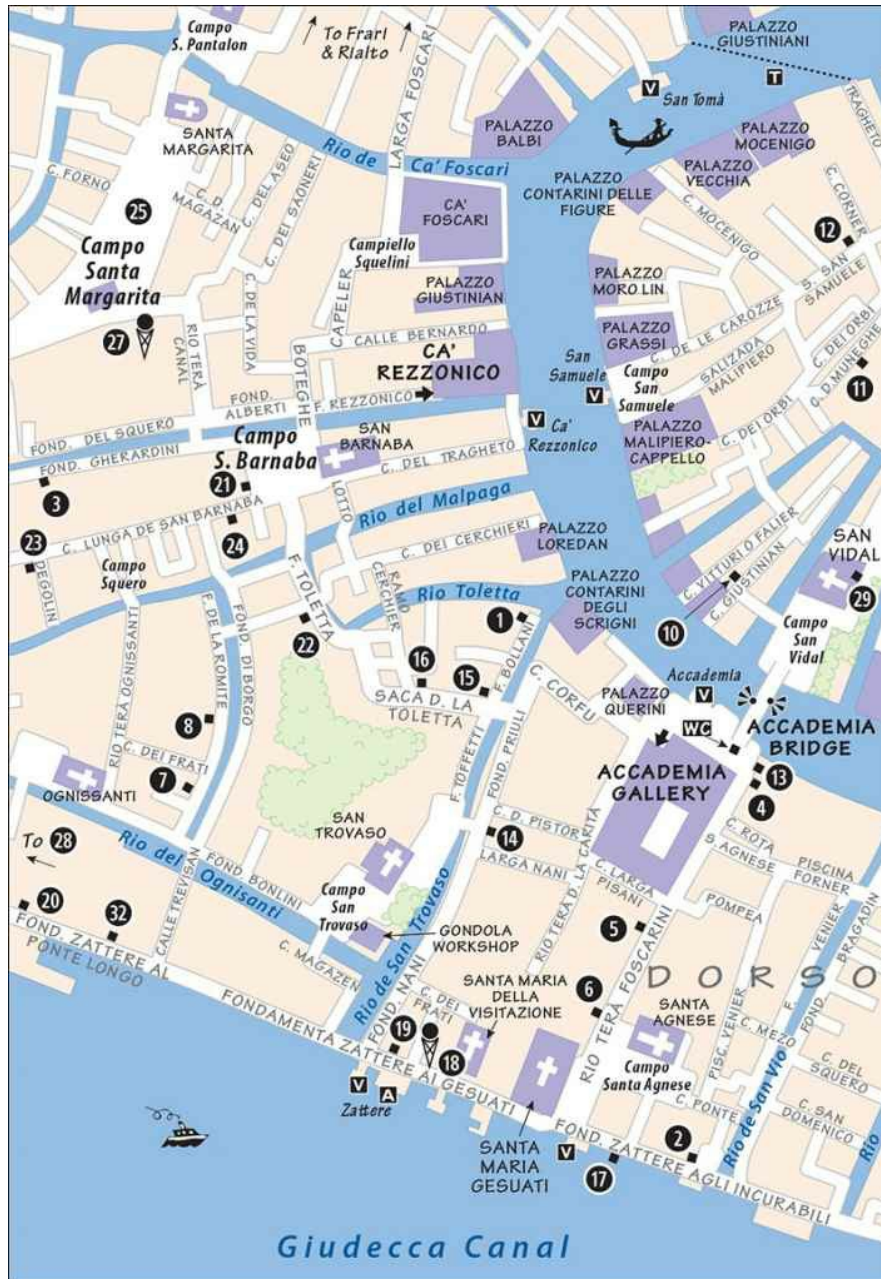 Campo
S. Pantalon
To Frari
& Rialto
PALAZZO
GIUSTINIANI
T
V
San Tomà
TRAGHETO
SANTA
MARGARITA
LARGA FOSCARI
PALAZZO
BALBI
PALAZZO
MOCENIGO
PALAZZO
VECCHIA
Rio de Ca' Foscari
PALAZZO
CONTARINI DELLE
FIGURE
C. FORNO
C. D.
MAGAZAN
C. DEL ASEO
C. DEI SAONERI
CA'
FOSCARI
C. MOCENIGO
C. CORNER
12
25
Campo
Santa
Margarita
Campiello
Squelini
S. SAN
SAMUELE
PALAZZO
GIUSTINIAN
PALAZZO
MORO LIN
C. DE LA VIDA
CAPELER
27
RIO TERÀ
CANAL
CALLE BERNARDO
PALAZZO
GRASSI
C. DE LE CAROZZE
SALIZADA
MALIPIERO
C. DEI ORBI
C. D. MUNEGHE
11
BOTEGHE
CA'
REZZONICO
San
Samuele
V
Campo
San
Samuele
FOND.
ALBERTI
F. REZZONICO
V
Ca'
Rezzonico
PALAZZO
MALIPIERO-
CAPPELLO
C. DEI ORBI
FOND. DEL SQUERO
FOND. GHERARDINI
Campo
S. Barnaba
SAN
BARNABA
C. DEL TRAGHETO
3
21
LOTTO
Rio del Malpaga
23
C. LUNGA DE SAN BARNABA
24
C. DEI CERCHIERI
PALAZZO
LOREDAN
C. VITTURI O FALIER
C. GIUSTINIAN
SAN
VIDAL
29
DEGOLIN
Campo
Squero
F. TOLETTA
RAMO
CERCHIER
Rio Toletta
PALAZZO
CONTARINI
DEGLI
SCRIGNI
10
Campo
San
Vidal
RIO TERÀ OGNISSANTI
F. DE LA ROMITE
FOND. DI BORGO
22
1
F. BOLLANI
16
15
SACA D. LA
TOLETTA
C. CORFU
Accademia
V
PALAZZO
QUERINI
WC
ACCADEMIA
BRIDGE
8
C. DEI FRATI
7
OGNISSANTI
F. TOFFETTI
FOND. PRIULI
ACCADEMIA
GALLERY
13
4
SAN
TROVASO
14
C. D. PISTOR
LARGA NANI
C. ROTA
S. AGNESE
To 28
Rio del Ognisanti
FOND. BONLINI
RIO TERÀ D. LA CARITÀ
C. LARGA
PISANI
PISCINA
FORNER
20
32
CALLE TREVISAN
Campo
San
Trovaso
Rio de San Trovaso
GONDOLA
WORKSHOP
5
POMPEA
F. VENIER
FOND. BRAGADIN
FOND. ZATTERE AL
PONTE LONGO
C. MAGAZEN
FOND. NANI
C. DEI
FRATI
SANTA MARIA
DELLA
VISITAZIONE
6
RIO TERÀ FOSCARINI
DORSO
SANTA
AGNESE
PISC. VENIER
C. MEZO
FONDAMENTA ZATTERE AI GESUATI
19
18
Campo
Santa Agnese
Rio de San Vio
C. DEL
SQUERO
V
A
Zattere
C. PONTE
C. SAN
DOMENICO
Rio
SANTA
MARIA
GESUATI
V
17
2
FOND. ZATTERE AGLI INCURABILI
Giudecca Canal